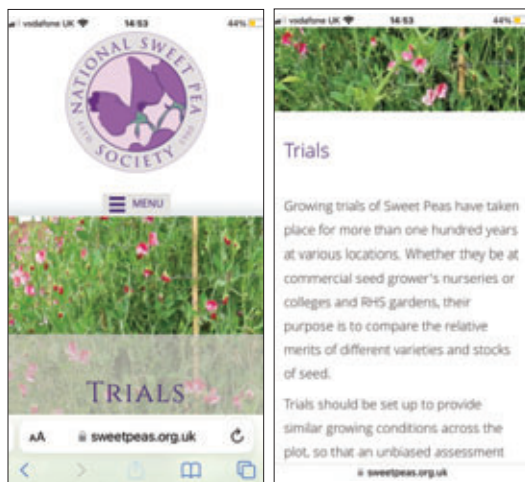 vodafone UK 14:53 44%
NATIONAL SWEET PEA
SOCIETY
ESTD 1900
MENU
TRIALS
AA sweetpeas.org.uk
vodafone UK 14:53 44%
Trials
Growing trials of Sweet Peas have taken
place for more than one hundred years
at various locations. Whether they be at
commercial seed grower's nurseries or
colleges and RHS gardens, their
purpose is to compare the relative
merits of different varieties and stocks
of seed.
Trials should be set up to provide
similar growing conditions across the
plot, so that an unbiased assessment
sweetpeas.org.uk